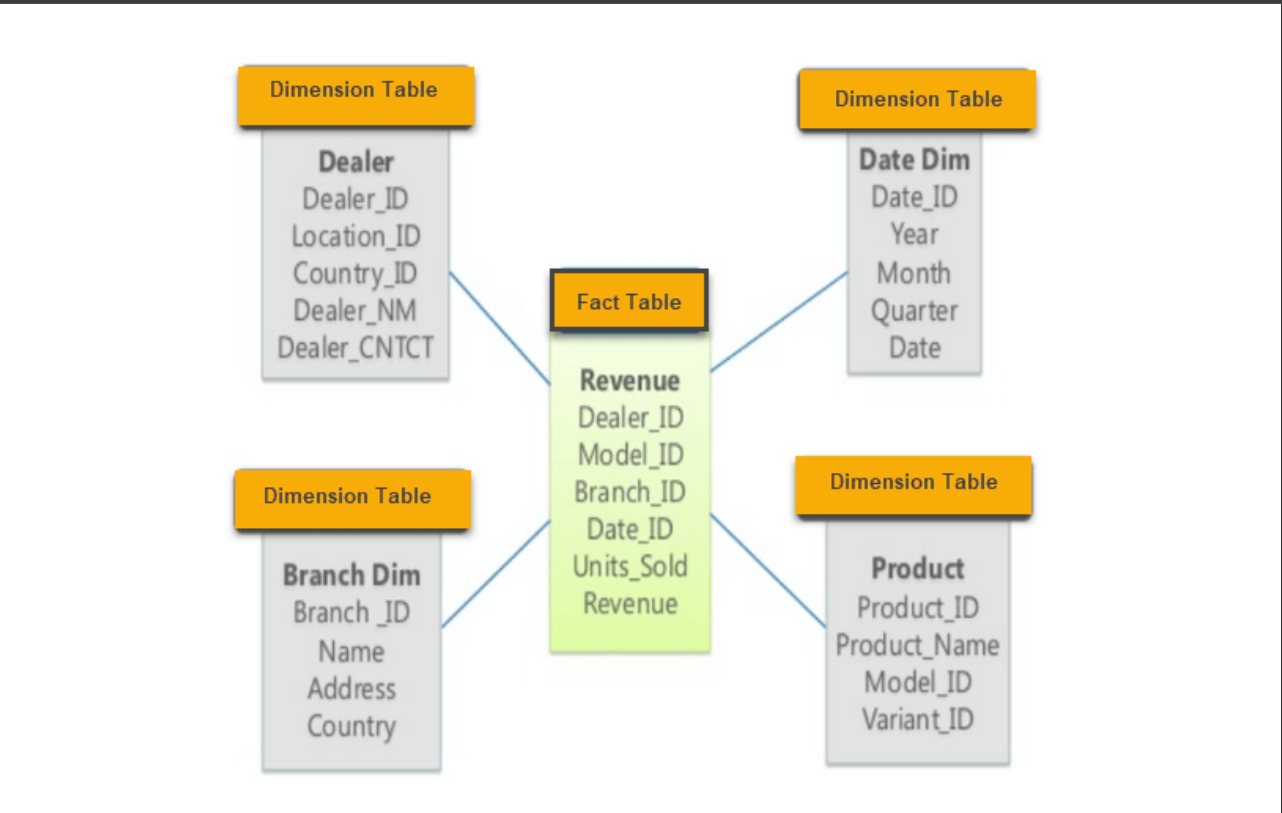 Dimension Table
Dealer
Dealer_ID
Location_ID
Country_ID
Dealer_NM
Dealer_CNTCT
Dimension Table
Date Dim
Date_ID
Year
Month
Quarter
Date
Fact Table
Revenue
Dealer_ID
Model_ID
Branch_ID
Date_ID
Units_Sold
Revenue
Dimension Table
Branch Dim
Branch _ID
Name
Address
Country
Dimension Table
Product
Product_ID
Product_Name
Model_ID
Variant_ID